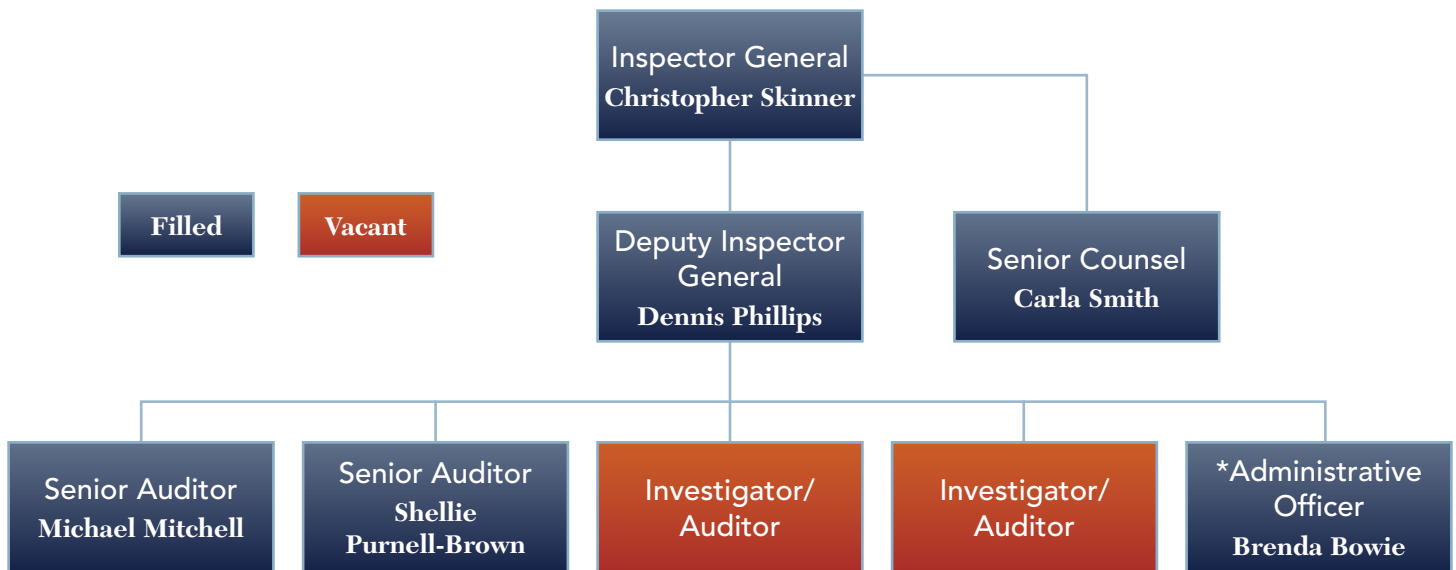 Inspector General
Christopher Skinner
Filled
Vacant
Deputy Inspector
General
Dennis Phillips
Senior Counsel
Carla Smith
Senior Auditor
Michael Mitchell
Senior Auditor
Shellie
Purnell-Brown
Investigator/
Auditor
Investigator/
Auditor
*Administrative
Officer
Brenda Bowie